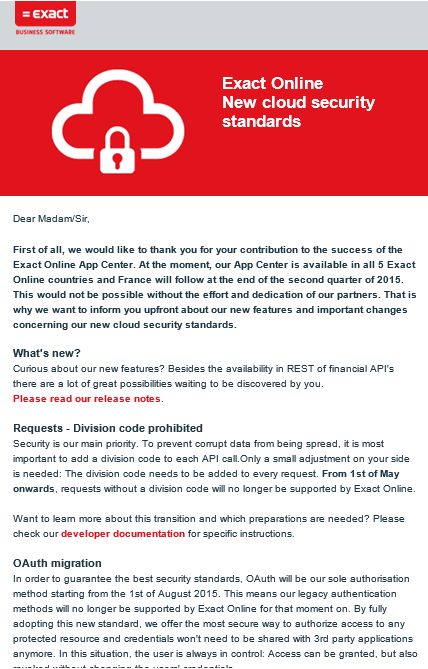 = exact
BUSINESS SOFTWARE
Exact Online
New cloud security
standards
Dear Madam/Sir,
First of all, we would like to thank you for your contribution to the success of the
Exact Online App Center. At the moment, our App Center is available in all 5 Exact
Online countries and France will follow at the end of the second quarter of 2015.
This would not be possible without the effort and dedication of our partners. That is
why we want to inform you upfront about our new features and important changes
concerning our new cloud security standards.
What's new?
Curious about our new features? Besides the availability in REST of financial API's
there are a lot of great possibilities waiting to be discovered by you.
Please read our release notes.
Requests - Division code prohibited
Security is our main priority. To prevent corrupt data from being spread, it is most
important to add a division code to each API call.Only a small adjustment on your side
is needed: The division code needs to be added to every request. From 1st of May
onwards, requests without a division code will no longer be supported by Exact Online.
Want to learn more about this transition and which preparations are needed? Please
check our developer documentation for specific instructions.
OAuth migration
In order to guarantee the best security standards, OAuth will be our sole authorisation
method starting from the 1st of August 2015. This means our legacy authentication
methods will no longer be supported by Exact Online for that moment on. By fully
adopting this new standard, we offer the most secure way to authorize access to any
protected resource and credentials won't need to be shared with 3rd party applications
anymore. In this situation, the user is always in control: Access can be granted, but also
revoked without changing the users' credentials.